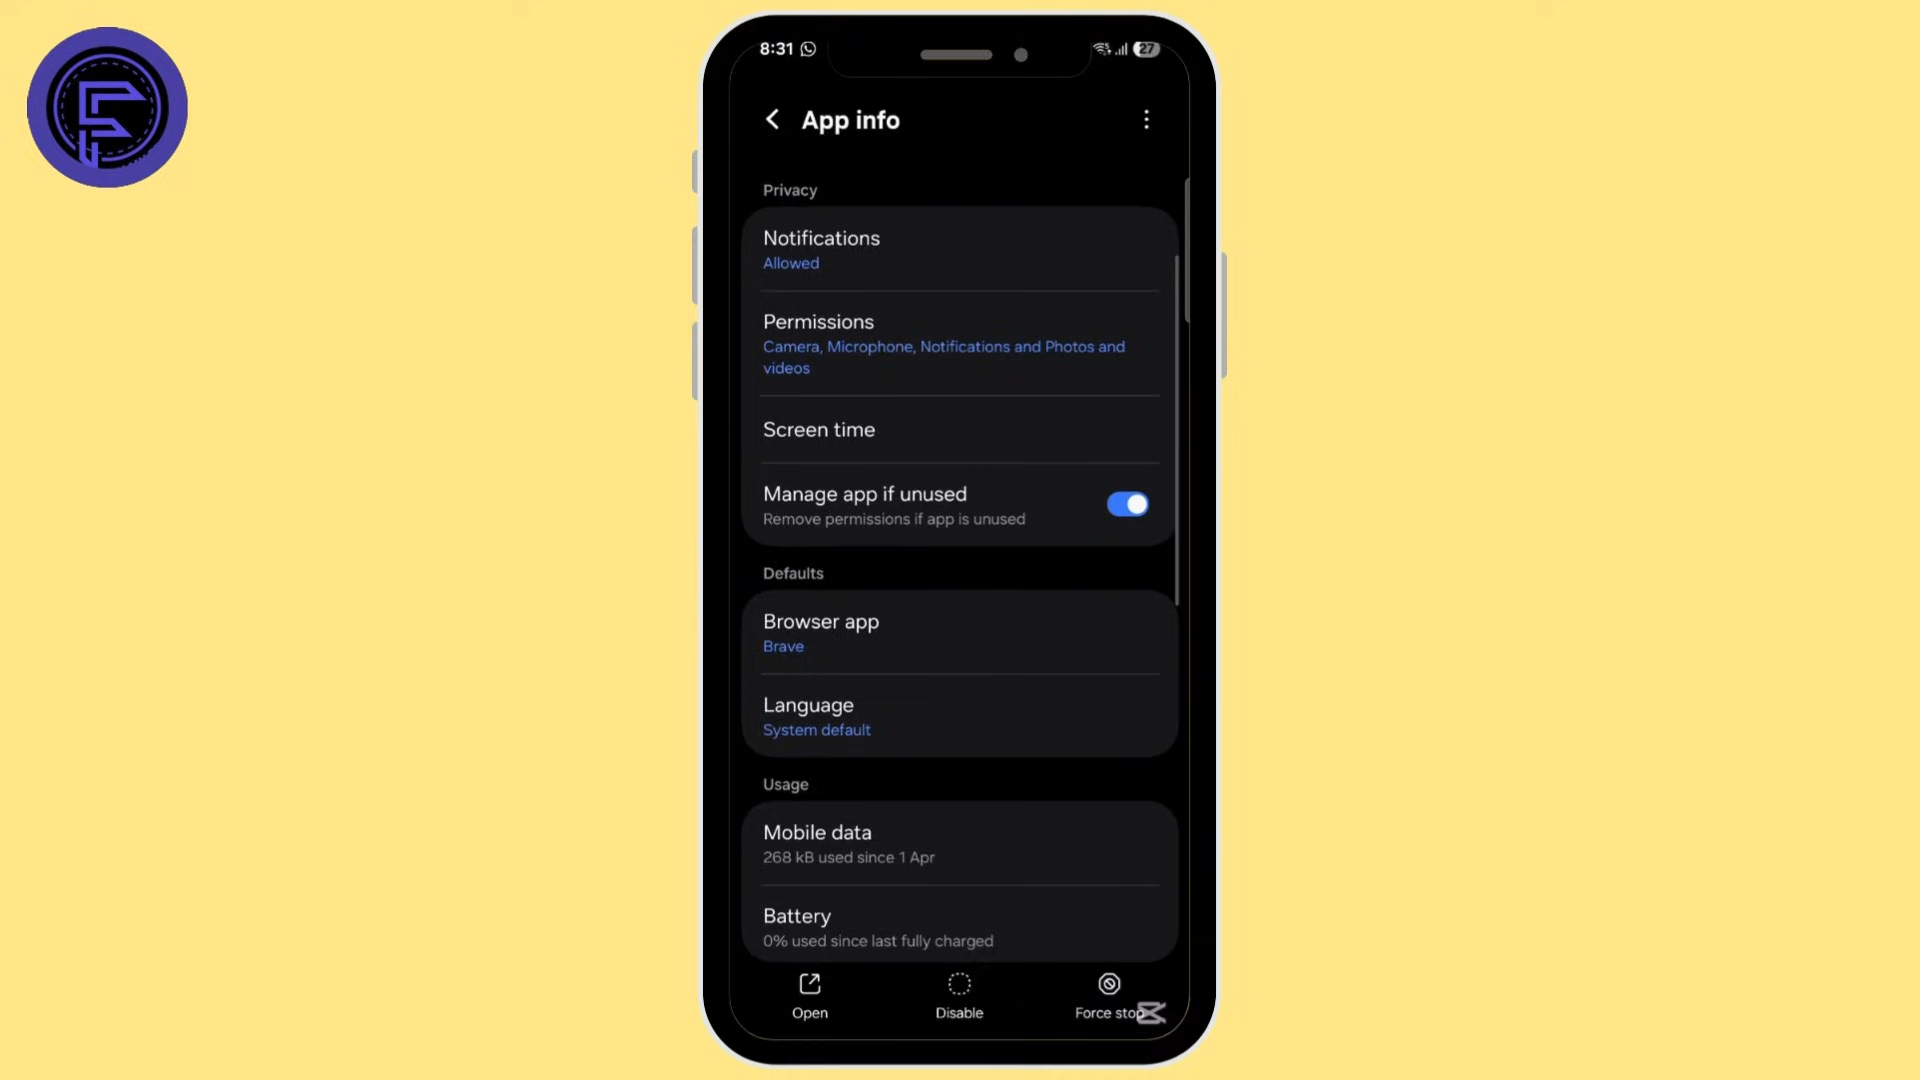 8:31
27
App info
Privacy
Notifications
Allowed
Permissions
Camera, Microphone, Notifications and Photos and
videos
Screen time
Manage app if unused
Remove permissions if app is unused
Defaults
Browser app
Brave
Language
System default
Usage
Mobile data
268 kB used since 1 Apr
Battery
0% used since last fully charged
Open
Disable
Force stop